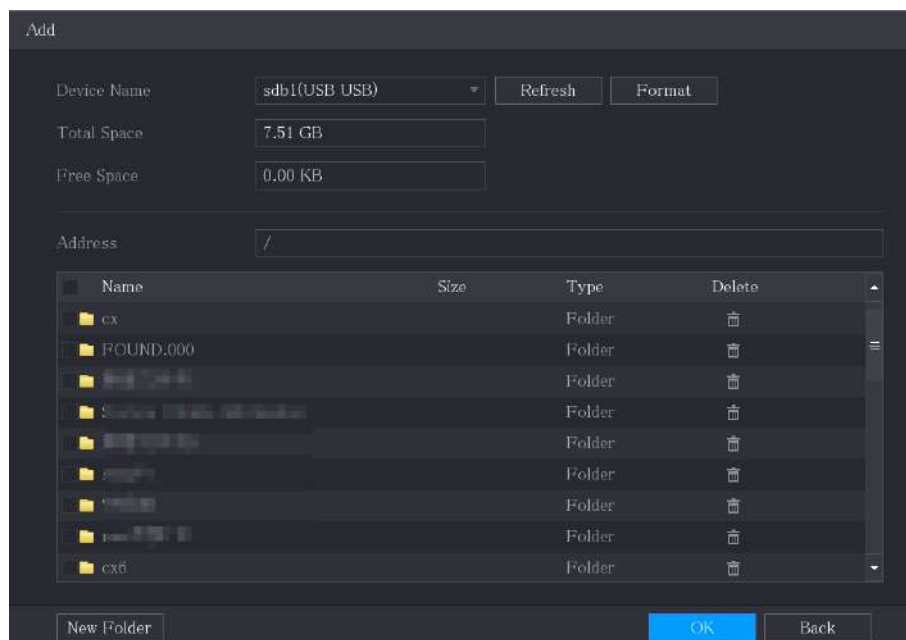 Add
Device Name sdb1(USB USB) Refresh Format
Total Space 7.51 GB
Free Space 0.00 KB
Address /
Name Size Type Delete
cx Folder
FOUND.000 Folder
Folder
Folder
Folder
Folder
Folder
Folder
cx6 Folder
New Folder OK Back